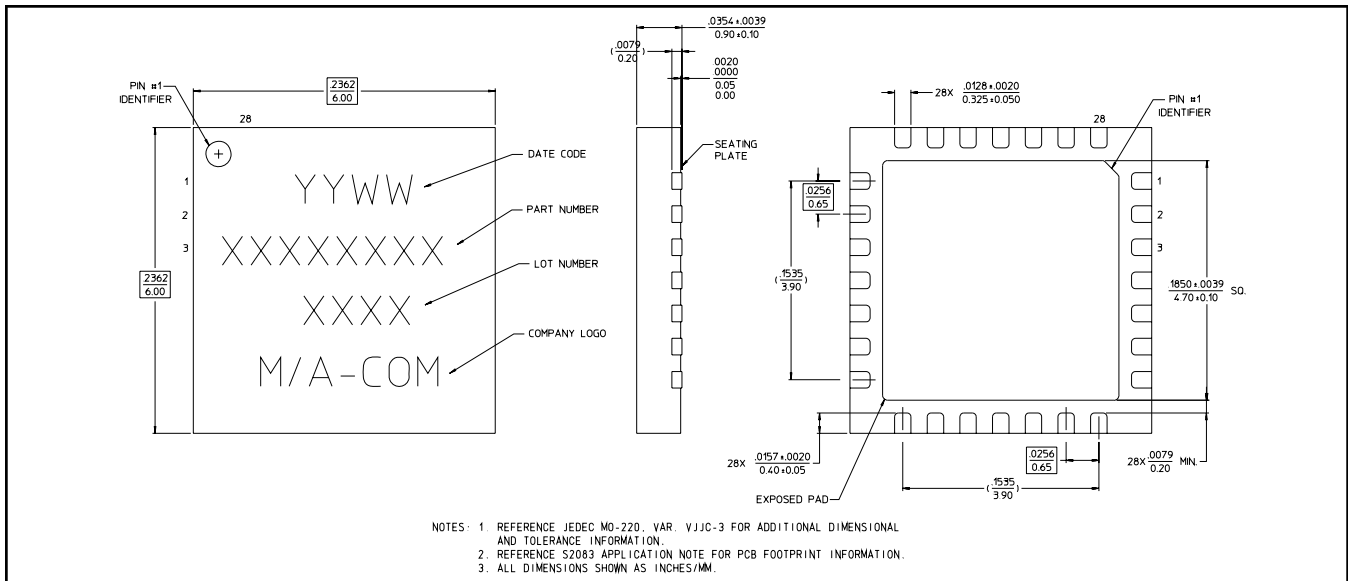 PIN #1
IDENTIFIER
.2362
6.00
28
1
2
3
.2362
6.00
YYWW
XXXXXXXX
XXXX
M/A-COM
DATE CODE
PART NUMBER
LOT NUMBER
COMPANY LOGO
.0354±.0039
0.90±0.10
(.0079
0.20)
.0020
.0000
0.05
0.00
SEATING
PLATE
28X .0128±.0020
0.325±0.050
28
PIN #1
IDENTIFIER
.0256
0.65
(.1535
3.90)
1
2
3
.1850±.0039
4.70±0.10 SQ.
28X .0157±.0020
0.40±0.05
EXPOSED PAD
.0256
0.65
(.1535
3.90)
28X .0079
0.20 MIN.
NOTES: 1. REFERENCE JEDEC MO-220, VAR. VJJC-3 FOR ADDITIONAL DIMENSIONAL
AND TOLERANCE INFORMATION.
2. REFERENCE S2083 APPLICATION NOTE FOR PCB FOOTPRINT INFORMATION.
3. ALL DIMENSIONS SHOWN AS INCHES/MM.